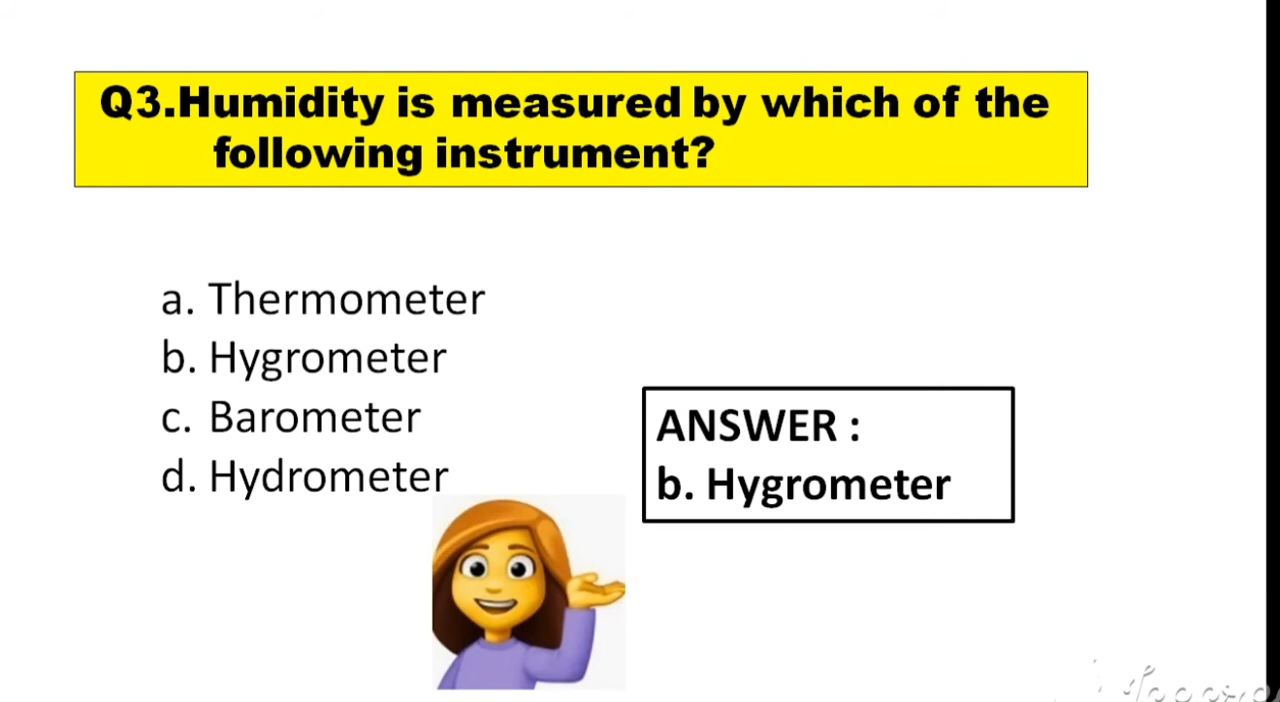 Q3.Humidity is measured by which of the
following instrument?
a. Thermometer
b. Hygrometer
c. Barometer
d. Hydrometer
ANSWER :
b. Hygrometer